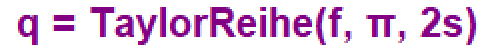 q = TaylorReihe(f, π, 2s)